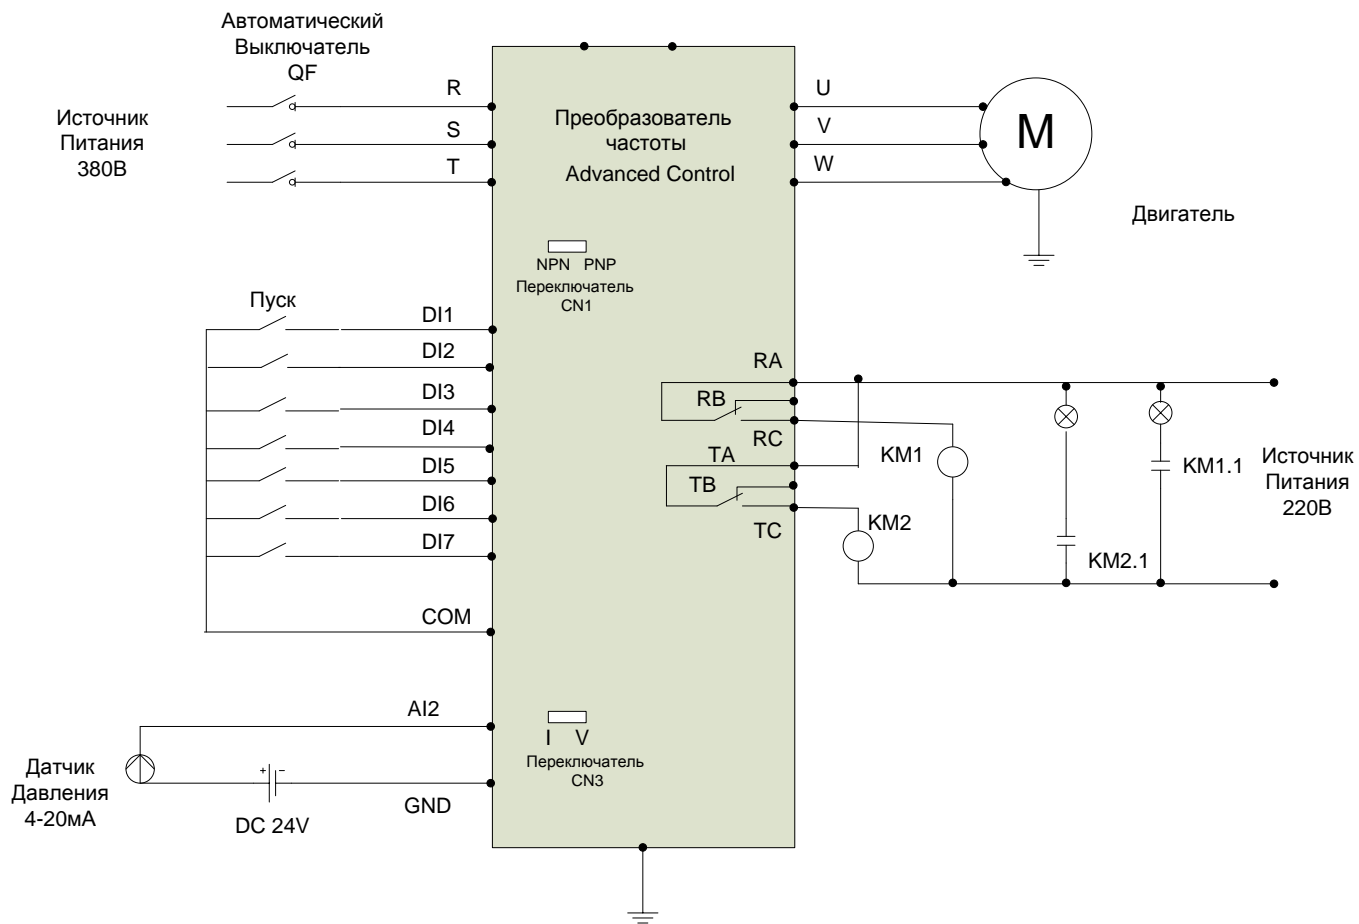 Автоматический
Выключатель
QF
Источник
Питания
380В
R
S
T
Преобразователь
частоты
Advanced Control
U
V
W
M
Двигатель
NPN PNP
Переключатель
CN1
Пуск
DI1
DI2
DI3
DI4
DI5
DI6
DI7
COM
RA
RB
RC
TA
TB
TC
KM1
KM2
KM1.1
KM2.1
Источник
Питания
220В
AI2
GND
I V
Переключатель
CN3
Датчик
Давления
4-20мА
+ −
DC 24V